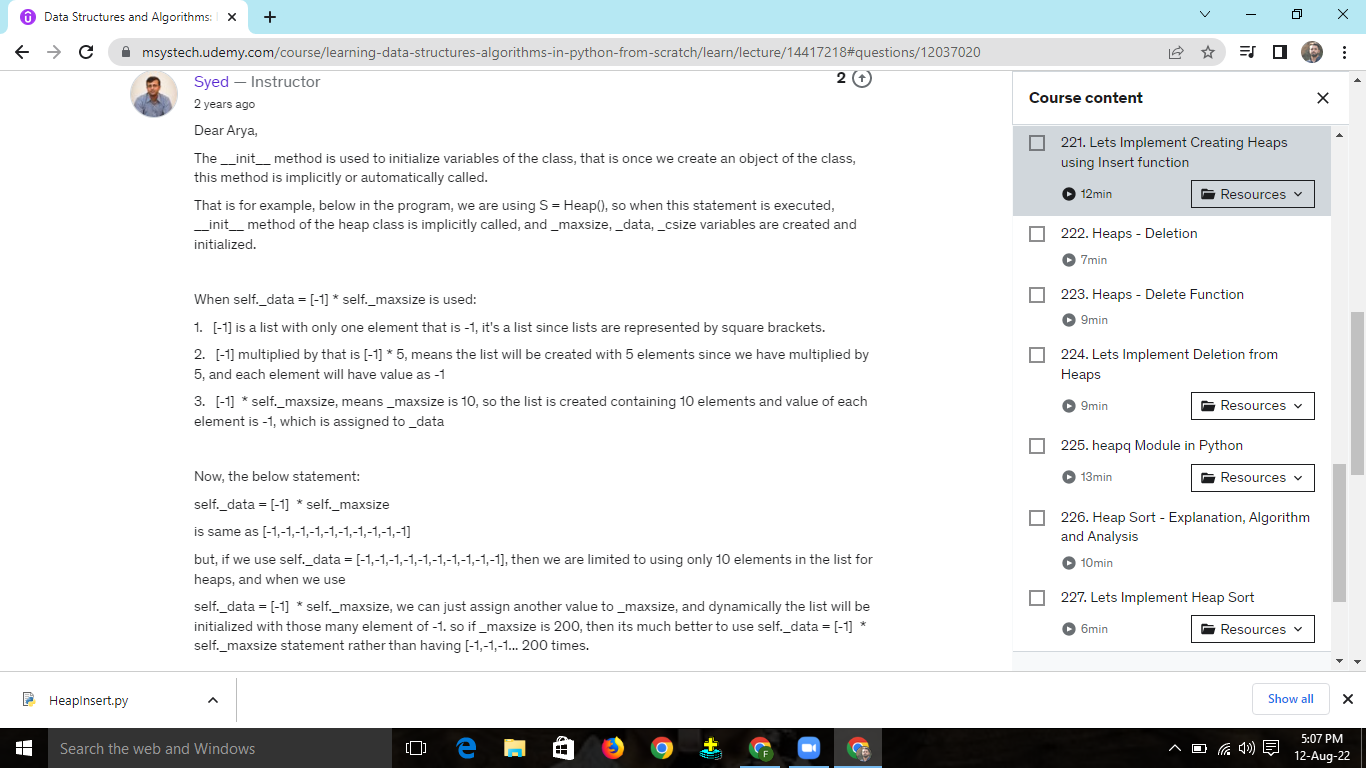 Data Structures and Algorithms:
msystech.udemy.com/course/learning-data-structures-algorithms-in-python-from-scratch/learn/lecture/14417218#questions/12037020
Syed — Instructor
2
2 years ago
Dear Arya,
The __init__ method is used to initialize variables of the class, that is once we create an object of the class,
this method is implicitly or automatically called.
That is for example, below in the program, we are using S = Heap(), so when this statement is executed,
__init__ method of the heap class is implicitly called, and _maxsize, _data, _csize variables are created and
initialized.
When self._data = [-1] * self._maxsize is used:
1. [-1] is a list with only one element that is -1, it's a list since lists are represented by square brackets.
2. [-1] multiplied by that is [-1] * 5, means the list will be created with 5 elements since we have multiplied by
5, and each element will have value as -1
3. [-1] * self._maxsize, means _maxsize is 10, so the list is created containing 10 elements and value of each
element is -1, which is assigned to _data
Now, the below statement:
self._data = [-1] * self._maxsize
is same as [-1,-1,-1,-1,-1,-1,-1,-1,-1,-1]
but, if we use self._data = [-1,-1,-1,-1,-1,-1,-1,-1,-1,-1], then we are limited to using only 10 elements in the list for
heaps, and when we use
self._data = [-1] * self._maxsize, we can just assign another value to _maxsize, and dynamically the list will be
initialized with those many element of -1. so if _maxsize is 200, then its much better to use self._data = [-1] *
self._maxsize statement rather than having [-1,-1,-1... 200 times.
Course content
221. Lets Implement Creating Heaps
using Insert function
12min
Resources
222. Heaps - Deletion
7min
223. Heaps - Delete Function
9min
224. Lets Implement Deletion from
Heaps
9min
Resources
225. heapq Module in Python
13min
Resources
226. Heap Sort - Explanation, Algorithm
and Analysis
10min
227. Lets Implement Heap Sort
6min
Resources
HeapInsert.py
Show all
Search the web and Windows
F
5:07 PM
12-Aug-22